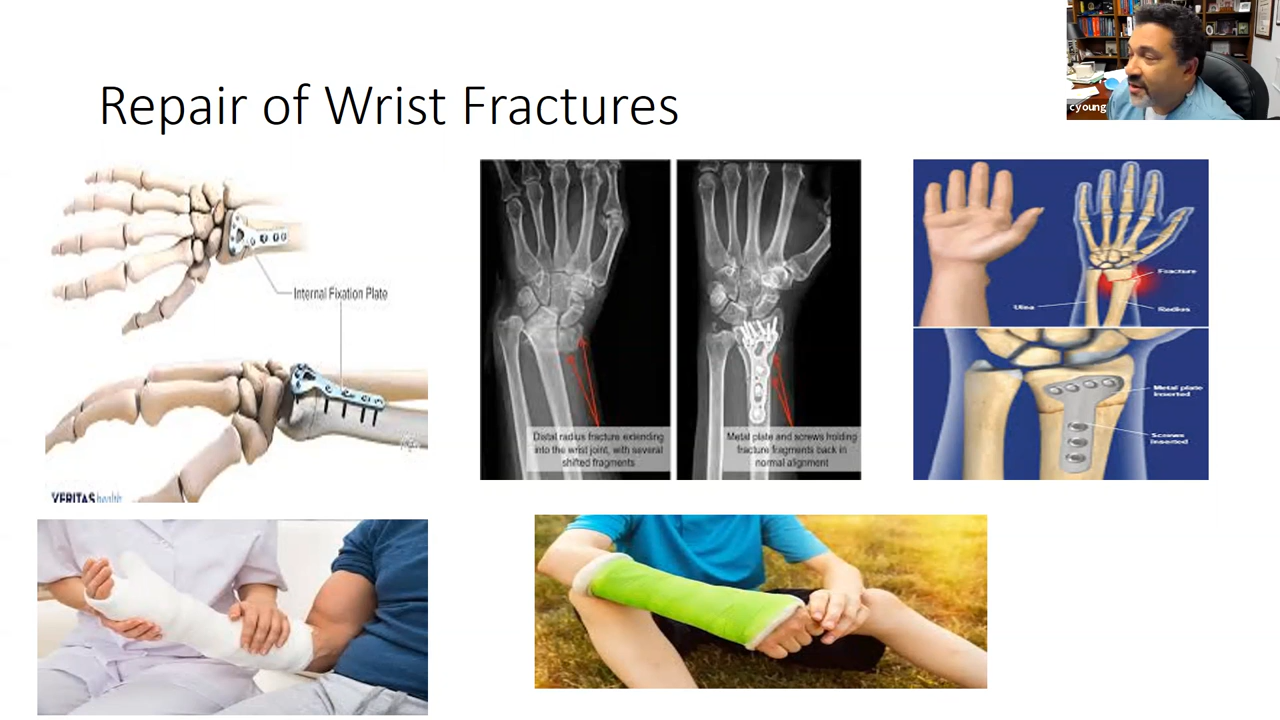 Repair of Wrist Fractures
cyoung
Internal Fixation Plate
VERITAS health
Distal radius fracture extending
into the wrist joint, with several
shifted fragments
Metal plate and screws holding
fracture fragments back in
normal alignment
Fracture
Ulna
Radius
Metal plate
inserted
Screws
inserted